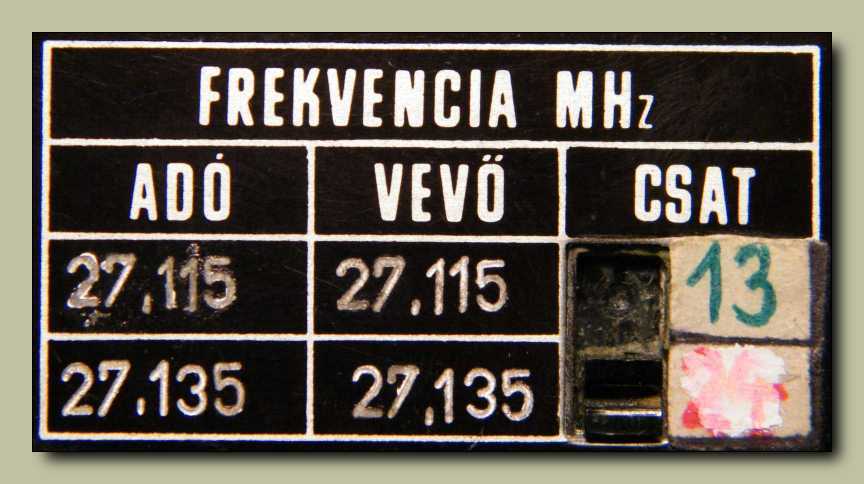 FREKVENCIA MHz
ADÓ VEVŐ CSAT
27.115 27.115 13
27.135 27.135